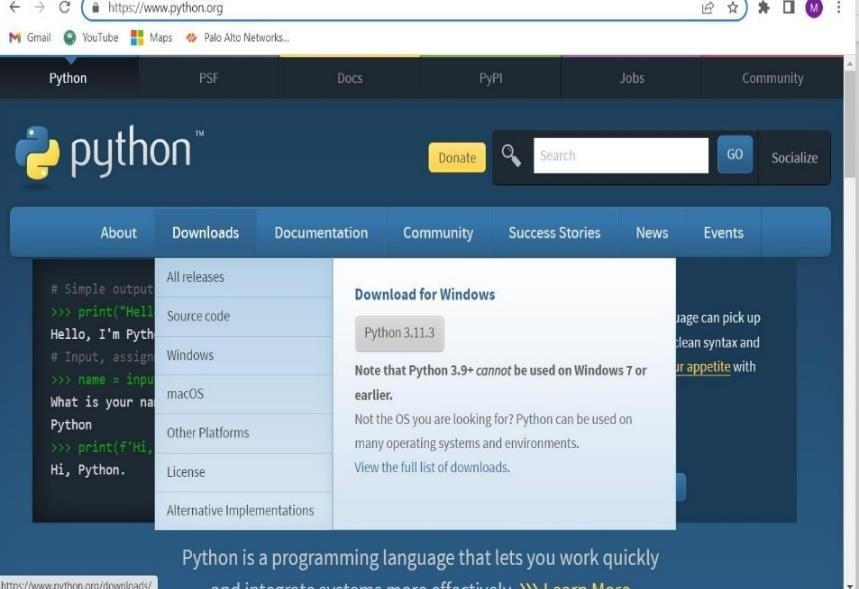 https://www.python.org
M
Gmail YouTube Maps Palo Alto Networks...
Python PSF Docs PyPI Jobs Community
python™
Donate Search GO Socialize
About Downloads Documentation Community Success Stories News Events
# Simple output
>>> print("Hell
Hello, I'm Pyth
# Input, assign
>>> name = inpu
What is your na
Python
>>> print(f'Hi,
Hi, Python.
All releases
Source code
Windows
macOS
Other Platforms
License
Alternative Implementations
Download for Windows
Python 3.11.3
Note that Python 3.9+ cannot be used on Windows 7 or
earlier.
Not the OS you are looking for? Python can be used on
many operating systems and environments.
View the full list of downloads.
uage can pick up
clean syntax and
ur appetite with
Python is a programming language that lets you work quickly
and integrate systems more effectively. >>> Learn More
https://www.python.org/downloads/